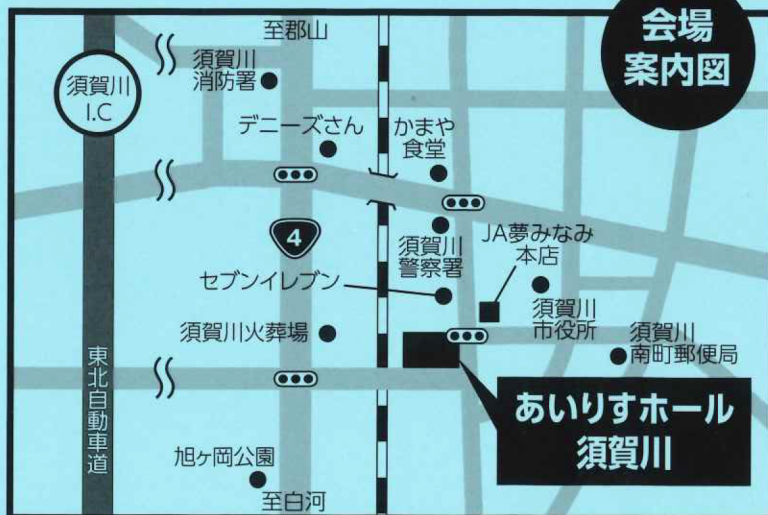 会場
案内図
至郡山
須賀川
消防署
須賀川
I.C
デニーズさん
かまや
食堂
4
須賀川
警察署
JA夢みなみ
本店
セブンイレブン
須賀川
市役所
須賀川火葬場
須賀川
南町郵便局
東北自動車道
あいりすホール
須賀川
旭ヶ岡公園
至白河